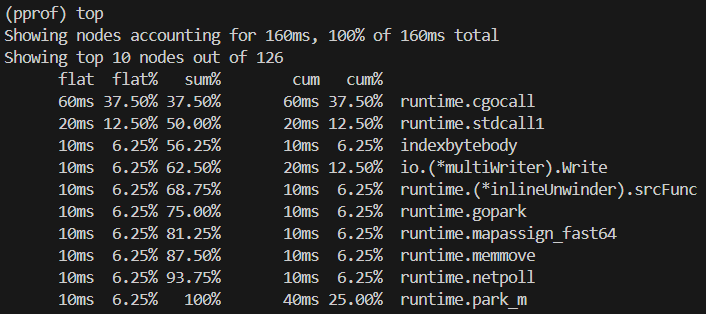 (pprof) top
Showing nodes accounting for 160ms, 100% of 160ms total
Showing top 10 nodes out of 126
      flat  flat%   sum%        cum   cum%
      60ms 37.50% 37.50%       60ms 37.50%  runtime.cgocall
      20ms 12.50% 50.00%       20ms 12.50%  runtime.stdcall1
      10ms  6.25% 56.25%       10ms  6.25%  indexbytebody
      10ms  6.25% 62.50%       20ms 12.50%  io.(*multiWriter).Write
      10ms  6.25% 68.75%       10ms  6.25%  runtime.(*inlineUnwinder).srcFunc
      10ms  6.25% 75.00%       10ms  6.25%  runtime.gopark
      10ms  6.25% 81.25%       10ms  6.25%  runtime.mapassign_fast64
      10ms  6.25% 87.50%       10ms  6.25%  runtime.memmove
      10ms  6.25% 93.75%       10ms  6.25%  runtime.netpoll
      10ms  6.25%   100%       40ms 25.00%  runtime.park_m